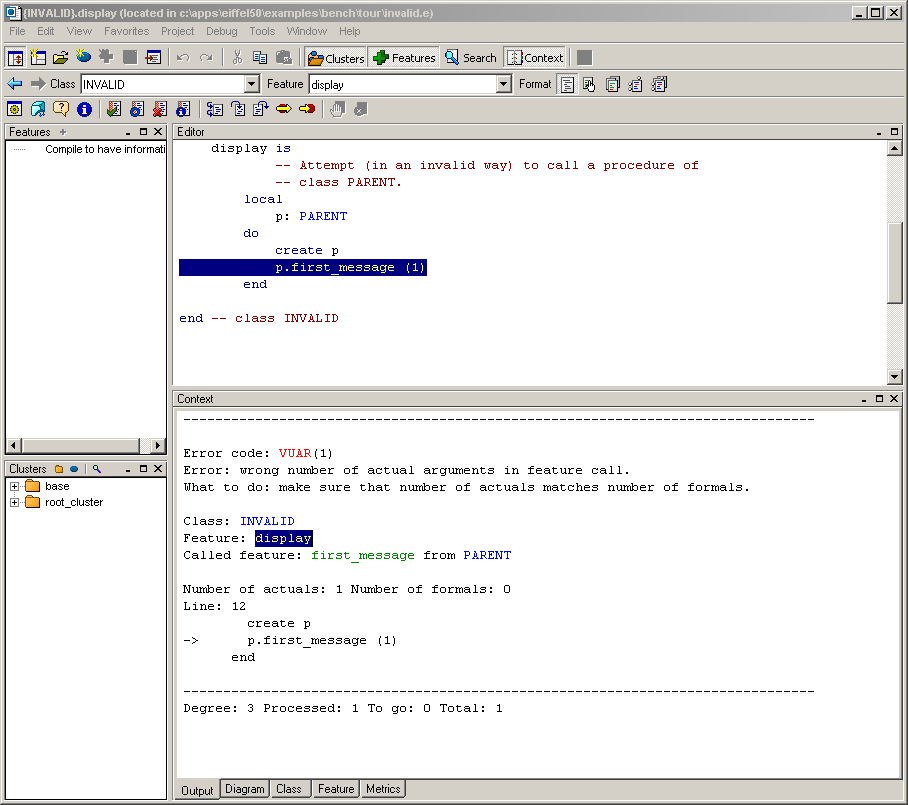 {INVALID}.display (located in c:\apps\eiffel50\examples\bench\tour\invalid.e)
File Edit View Favorites Project Debug Tools Window Help
Clusters Features Search Context
Class INVALID Feature display Format
Features
Compile to have informati
Editor
display is
-- Attempt (in an invalid way) to call a procedure of
-- class PARENT.
local
p: PARENT
do
create p
p.first_message (1)
end
end -- class INVALID
Clusters
base
root_cluster
Context
-------------------------------------------------------------------------------
Error code: VUAR(1)
Error: wrong number of actual arguments in feature call.
What to do: make sure that number of actuals matches number of formals.
Class: INVALID
Feature: display
Called feature: first_message from PARENT
Number of actuals: 1 Number of formals: 0
Line: 12
create p
-> p.first_message (1)
end
-------------------------------------------------------------------------------
Degree: 3 Processed: 1 To go: 0 Total: 1
Output Diagram Class Feature Metrics